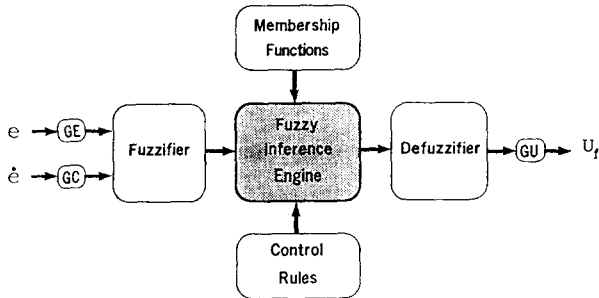 Membership
Functions
e
GE
ė
GC
Fuzzifier
Fuzzy
Inference
Engine
Defuzzifier
GU
U_f
Control
Rules